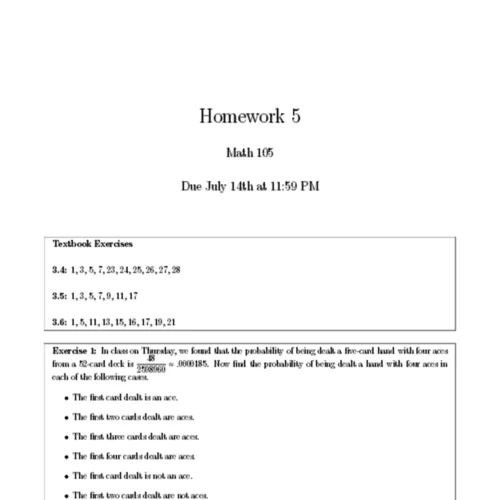 Homework 5
Math 105
Due July 14th at 11:59 PM
Textbook Exercises
3.4: 1, 3, 5, 7, 23, 24, 25, 26, 27, 28
3.5: 1, 3, 5, 7, 9, 11, 17
3.6: 1, 5, 11, 13, 15, 16, 17, 19, 21
Exercise 1: In class on Thursday, we found that the probability of being dealt a five-card hand with four aces
from a 52-card deck is 48/2598960 ≈ .0000185. Now find the probability of being dealt a hand with four aces in
each of the following cases.
• The first card dealt is an ace.
• The first two cards dealt are aces.
• The first three cards dealt are aces.
• The first four cards dealt are aces.
• The first card dealt is not an ace.
• The first two cards dealt are not aces.